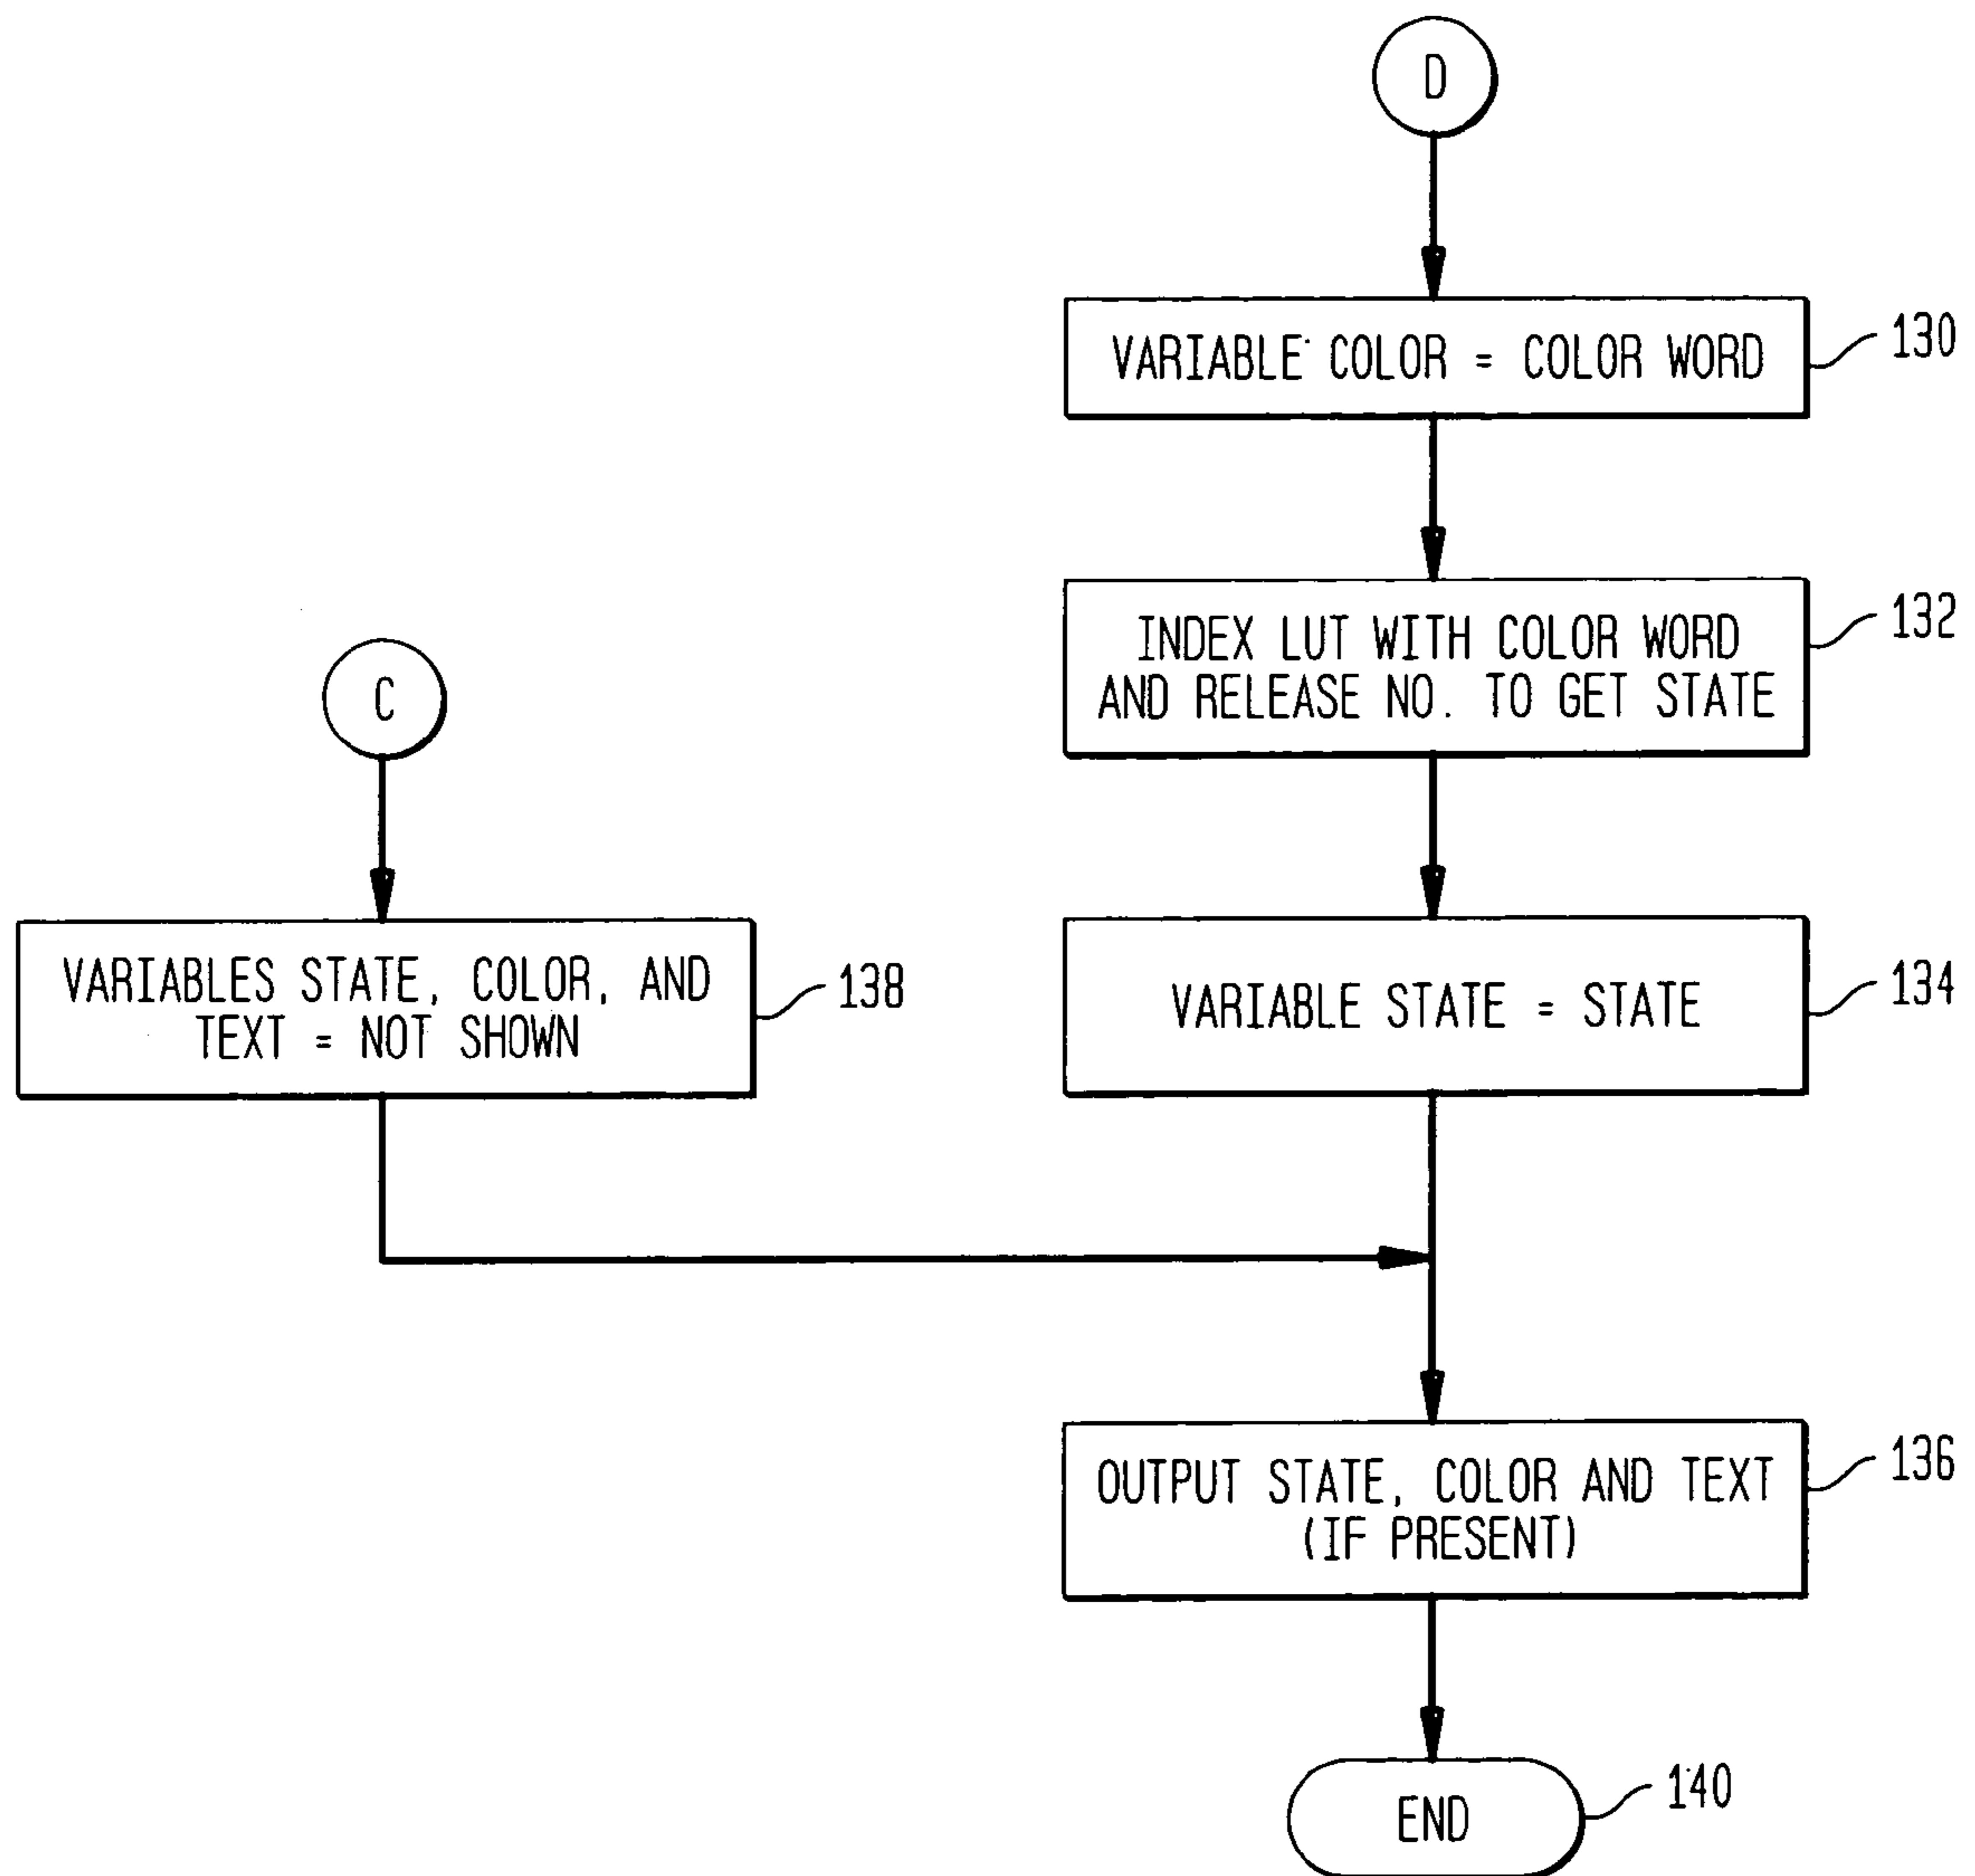 D
VARIABLE COLOR = COLOR WORD
130
INDEX LUT WITH COLOR WORD
AND RELEASE NO. TO GET STATE
132
C
VARIABLES STATE, COLOR, AND
TEXT = NOT SHOWN
138
VARIABLE STATE = STATE
134
OUTPUT STATE, COLOR AND TEXT
(IF PRESENT)
136
END
140